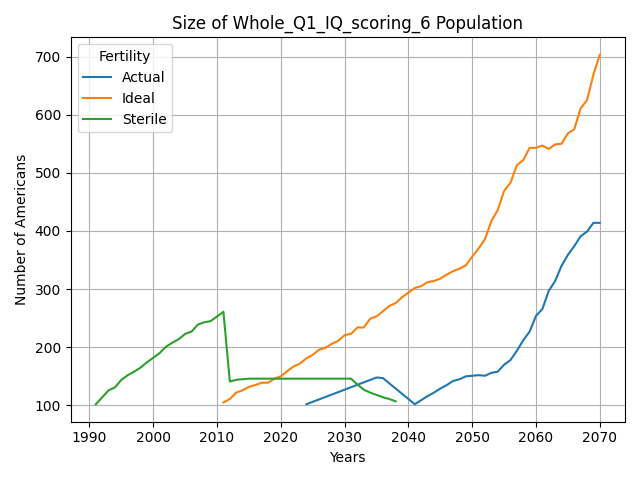 Size of Whole_Q1_IQ_scoring_6 Population
Fertility
Actual
Ideal
Sterile
Number of Americans
700
600
500
400
300
200
100
1990 2000 2010 2020 2030 2040 2050 2060 2070
Years